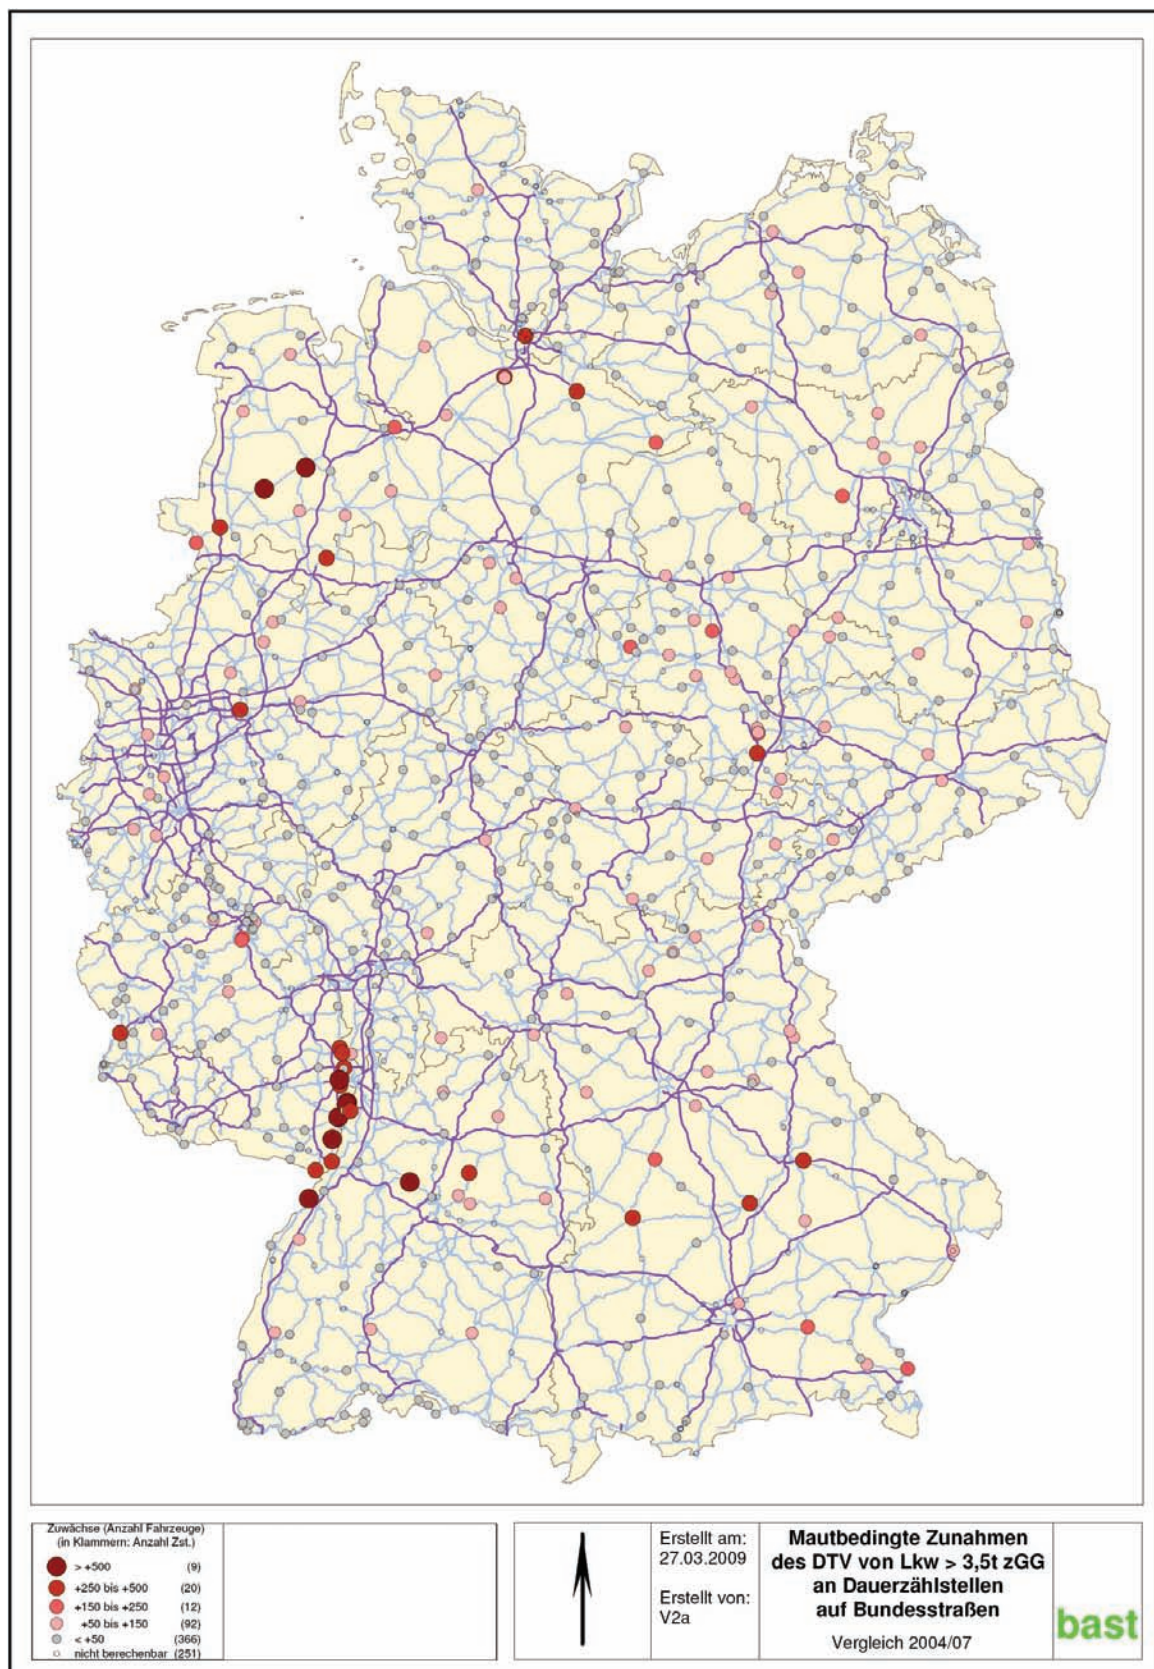 Zuwächse (Anzahl Fahrzeuge)
(in Klammern: Anzahl Zst.)
> +500 (9)
+250 bis +500 (20)
+150 bis +250 (12)
+50 bis +150 (92)
< +50 (366)
nicht berechenbar (251)
Erstellt am:
27.03.2009
Erstellt von:
V2a
Mautbedingte Zunahmen
des DTV von Lkw > 3,5t zGG
an Dauerzählstellen
auf Bundesstraßen
Vergleich 2004/07
bast